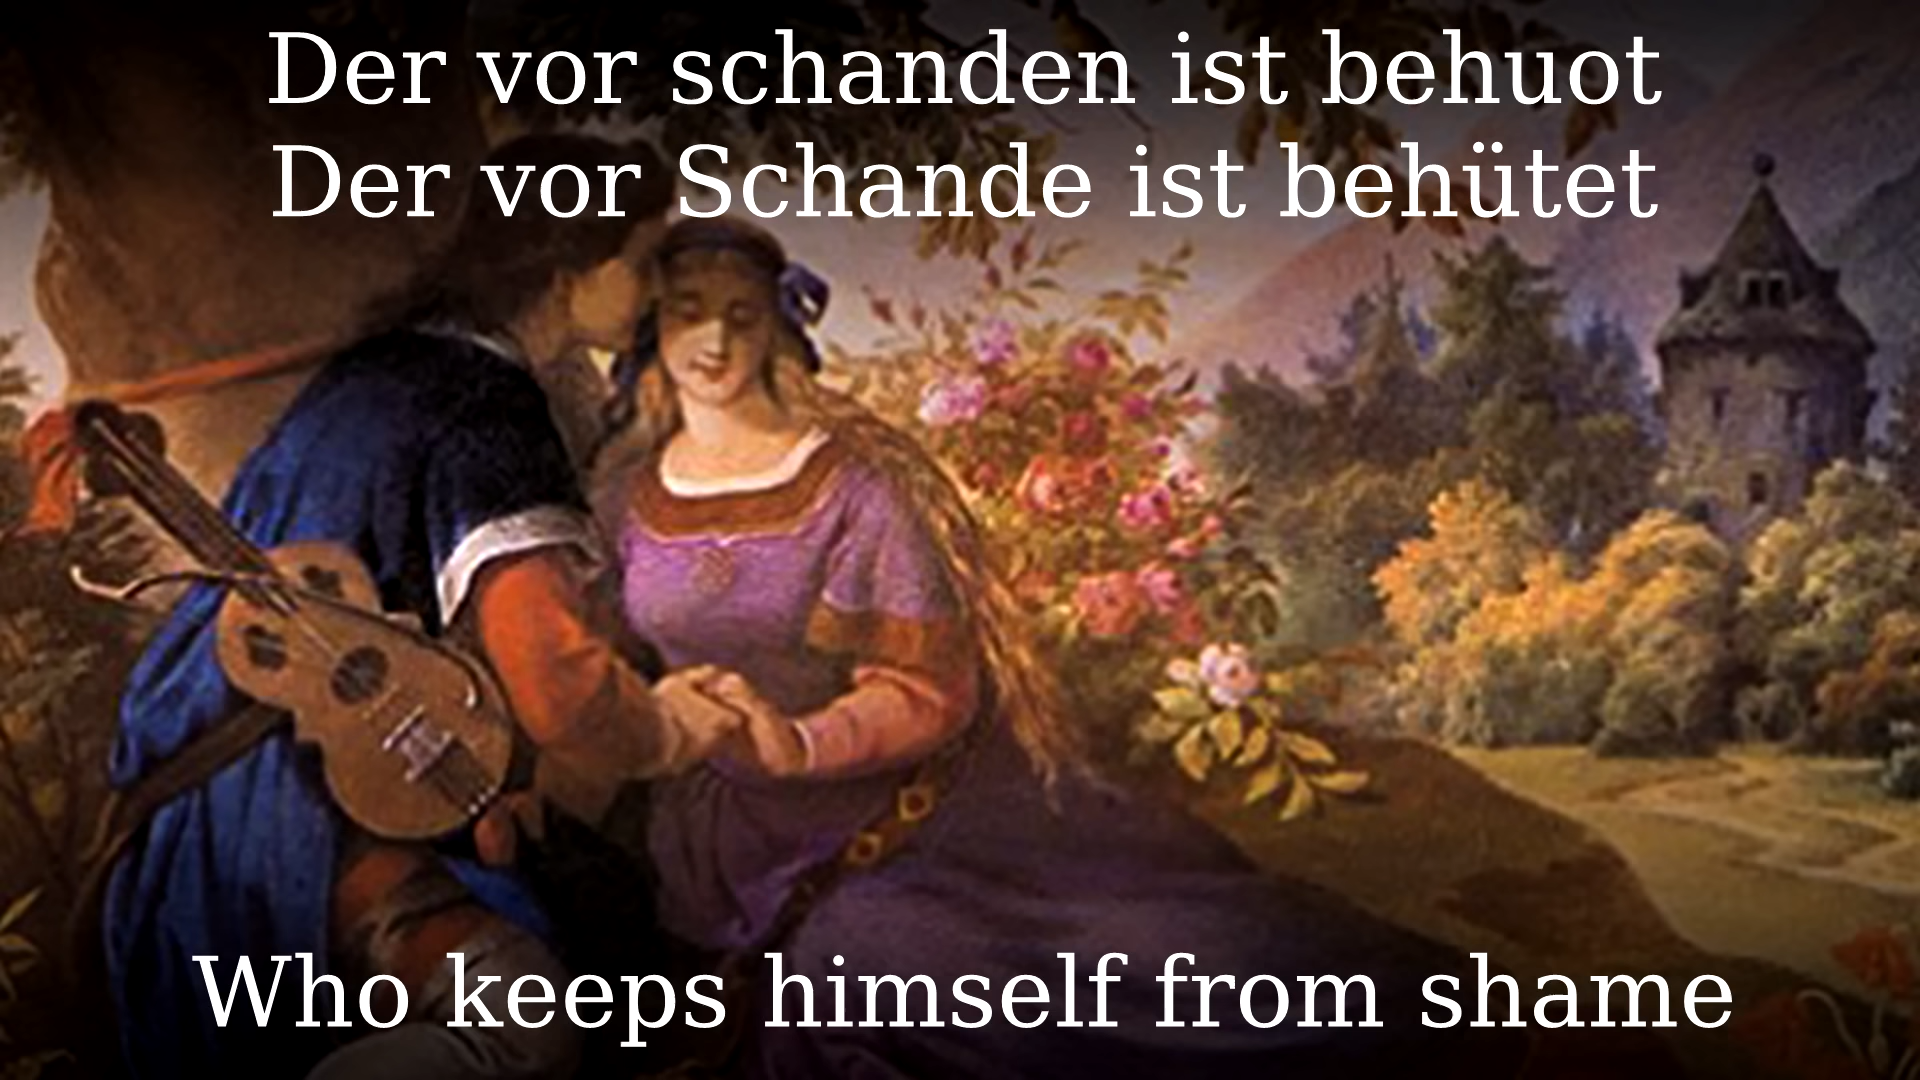 Der vor schanden ist behuot
Der vor Schande ist behütet
Who keeps himself from shame